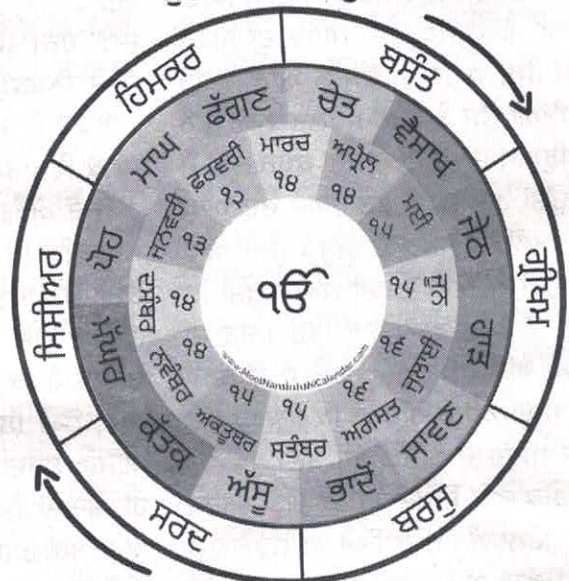 ਬਸੰਤ
ਗ੍ਰੀਖਮ
ਬਰਸੁ
ਸਰਦ
ਸਿਸੀਅਰ
ਹਿਮਕਰ
ਚੇਤ
ਵੈਸਾਖ
ਜੇਠ
ਹਾੜ
ਸਾਵਣ
ਭਾਦੋਂ
ਅੱਸੂ
ਕੱਤਕ
ਮੱਘਰ
ਪੋਹ
ਮਾਘ
ਫੱਗਣ
ਮਾਰਚ
੧੪
ਅਪ੍ਰੈਲ
੧੪
ਮਈ
੧੫
ਜੂਨ
੧੫
ਜੁਲਾਈ
੧੬
ਅਗਸਤ
੧੬
ਸਤੰਬਰ
੧੫
ਅਕਤੂਬਰ
੧੫
ਨਵੰਬਰ
੧੪
ਦਸੰਬਰ
੧੪
ਜਨਵਰੀ
੧੩
ਫਰਵਰੀ
੧੨
ੴ